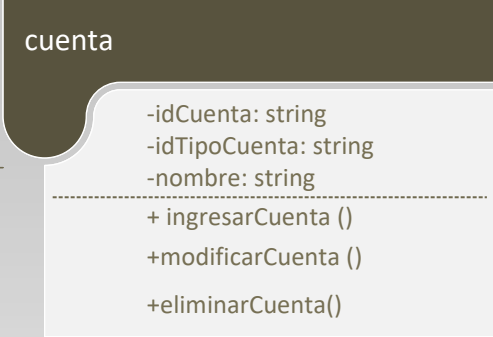 cuenta
-idCuenta: string
-idTipoCuenta: string
-nombre: string
+ ingresarCuenta ()
+modificarCuenta ()
+eliminarCuenta()